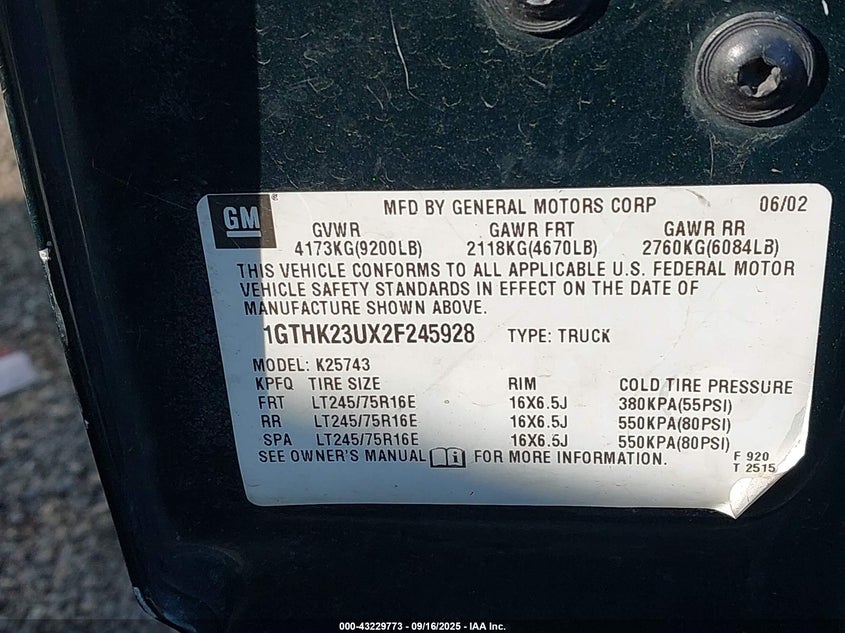 GM
MFD BY GENERAL MOTORS CORP 06/02
GVWR GAWR FRT GAWR RR
4173KG(9200LB) 2118KG(4670LB) 2760KG(6084LB)
THIS VEHICLE CONFORMS TO ALL APPLICABLE U.S. FEDERAL MOTOR
VEHICLE SAFETY STANDARDS IN EFFECT ON THE DATE OF
MANUFACTURE SHOWN ABOVE.
1GTHK23UX2F245928 TYPE: TRUCK
MODEL: K25743
KPFQ TIRE SIZE RIM COLD TIRE PRESSURE
FRT LT245/75R16E 16X6.5J 380KPA(55PSI)
RR LT245/75R16E 16X6.5J 550KPA(80PSI)
SPA LT245/75R16E 16X6.5J 550KPA(80PSI)
SEE OWNER'S MANUAL FOR MORE INFORMATION.
F 920
T 2515
000-43229773 - 09/16/2025 - IAA Inc.